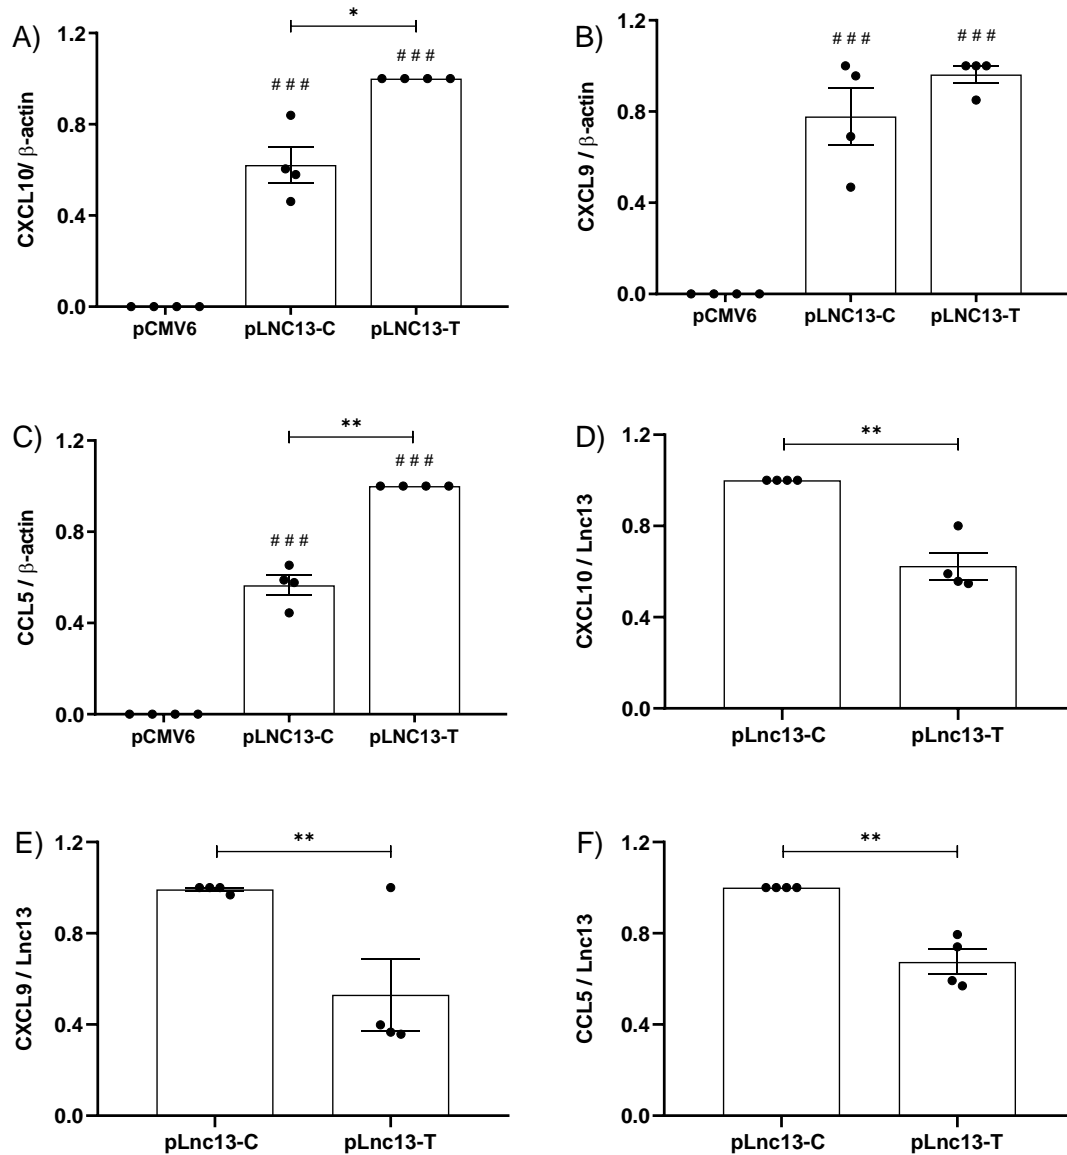 A)
CXCL10/ β-actin
1.2
0.8
0.4
0.0
*
# # #
# # #
pCMV6
pLNC13-C
pLNC13-T
B)
CXCL9 / β-actin
1.2
0.8
0.4
0.0
# # #
# # #
pCMV6
pLNC13-C
pLNC13-T
C)
CCL5 / β-actin
1.2
0.8
0.4
0.0
**
# # #
# # #
pCMV6
pLNC13-C
pLNC13-T
D)
CXCL10 / Lnc13
1.2
0.8
0.4
0.0
**
pLnc13-C
pLnc13-T
E)
CXCL9 / Lnc13
1.2
0.8
0.4
0.0
**
pLnc13-C
pLnc13-T
F)
CCL5 / Lnc13
1.2
0.8
0.4
0.0
**
pLnc13-C
pLnc13-T